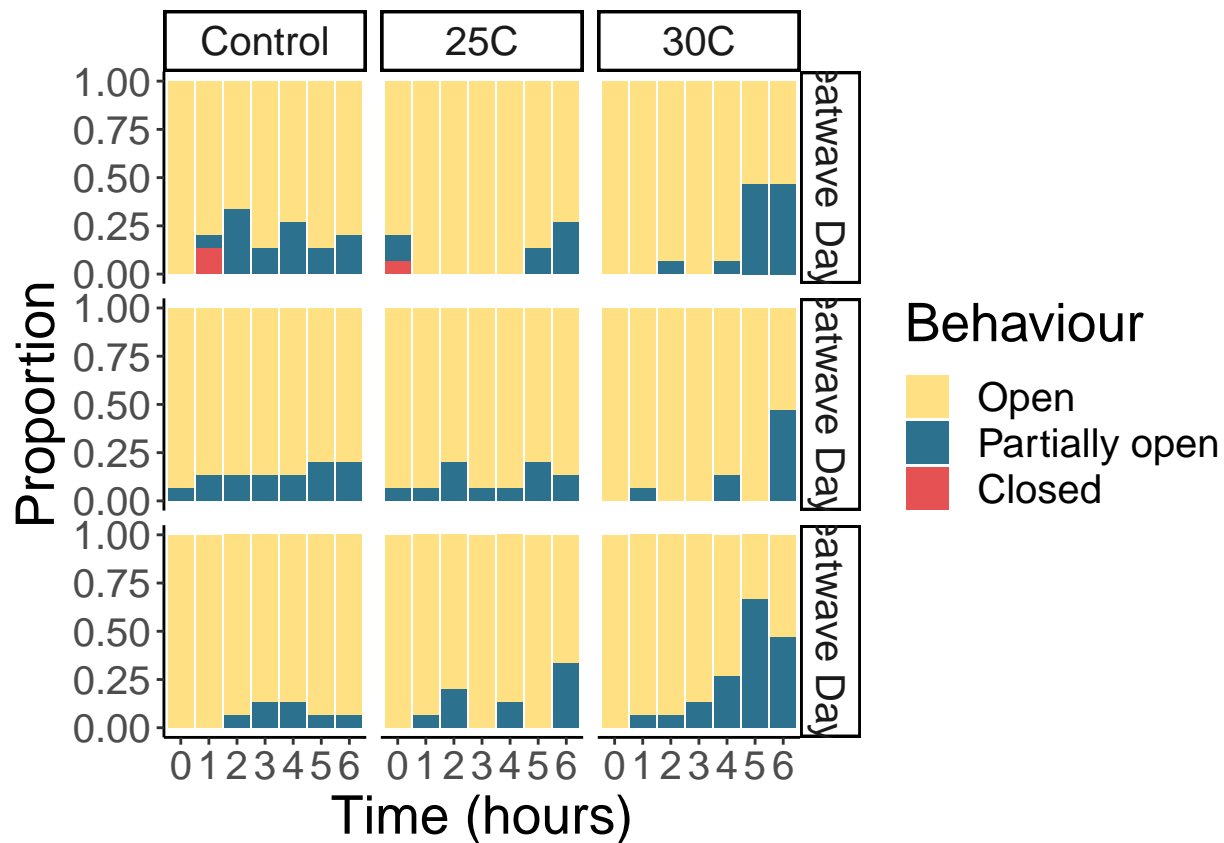 Control 25C 30C
1.00
0.75
0.50
0.25
0.00
eatwave Day
1.00
0.75
0.50
0.25
0.00
eatwave Day
1.00
0.75
0.50
0.25
0.00
eatwave Day
Proportion
0 1 2 3 4 5 6 0 1 2 3 4 5 6 0 1 2 3 4 5 6
Time (hours)
Behaviour
Open
Partially open
Closed